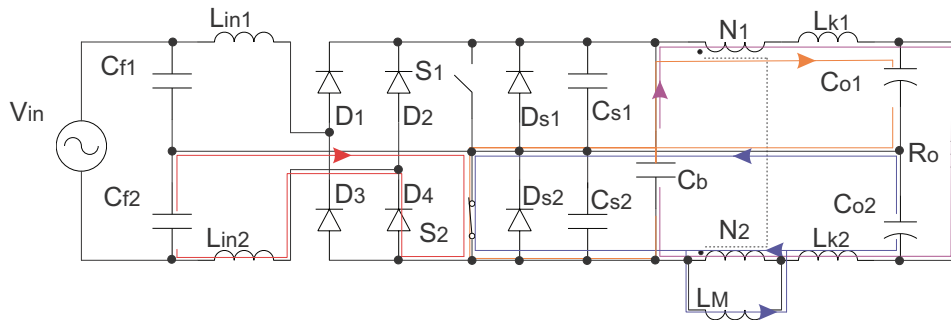 Lin1
N1
Lk1
Cf1
S1
Co1
Vin
D1
D2
Ds1
Cs1
Ro
Cb
Cf2
D3
D4
Ds2
Cs2
N2
Co2
S2
Lin2
Lk2
LM